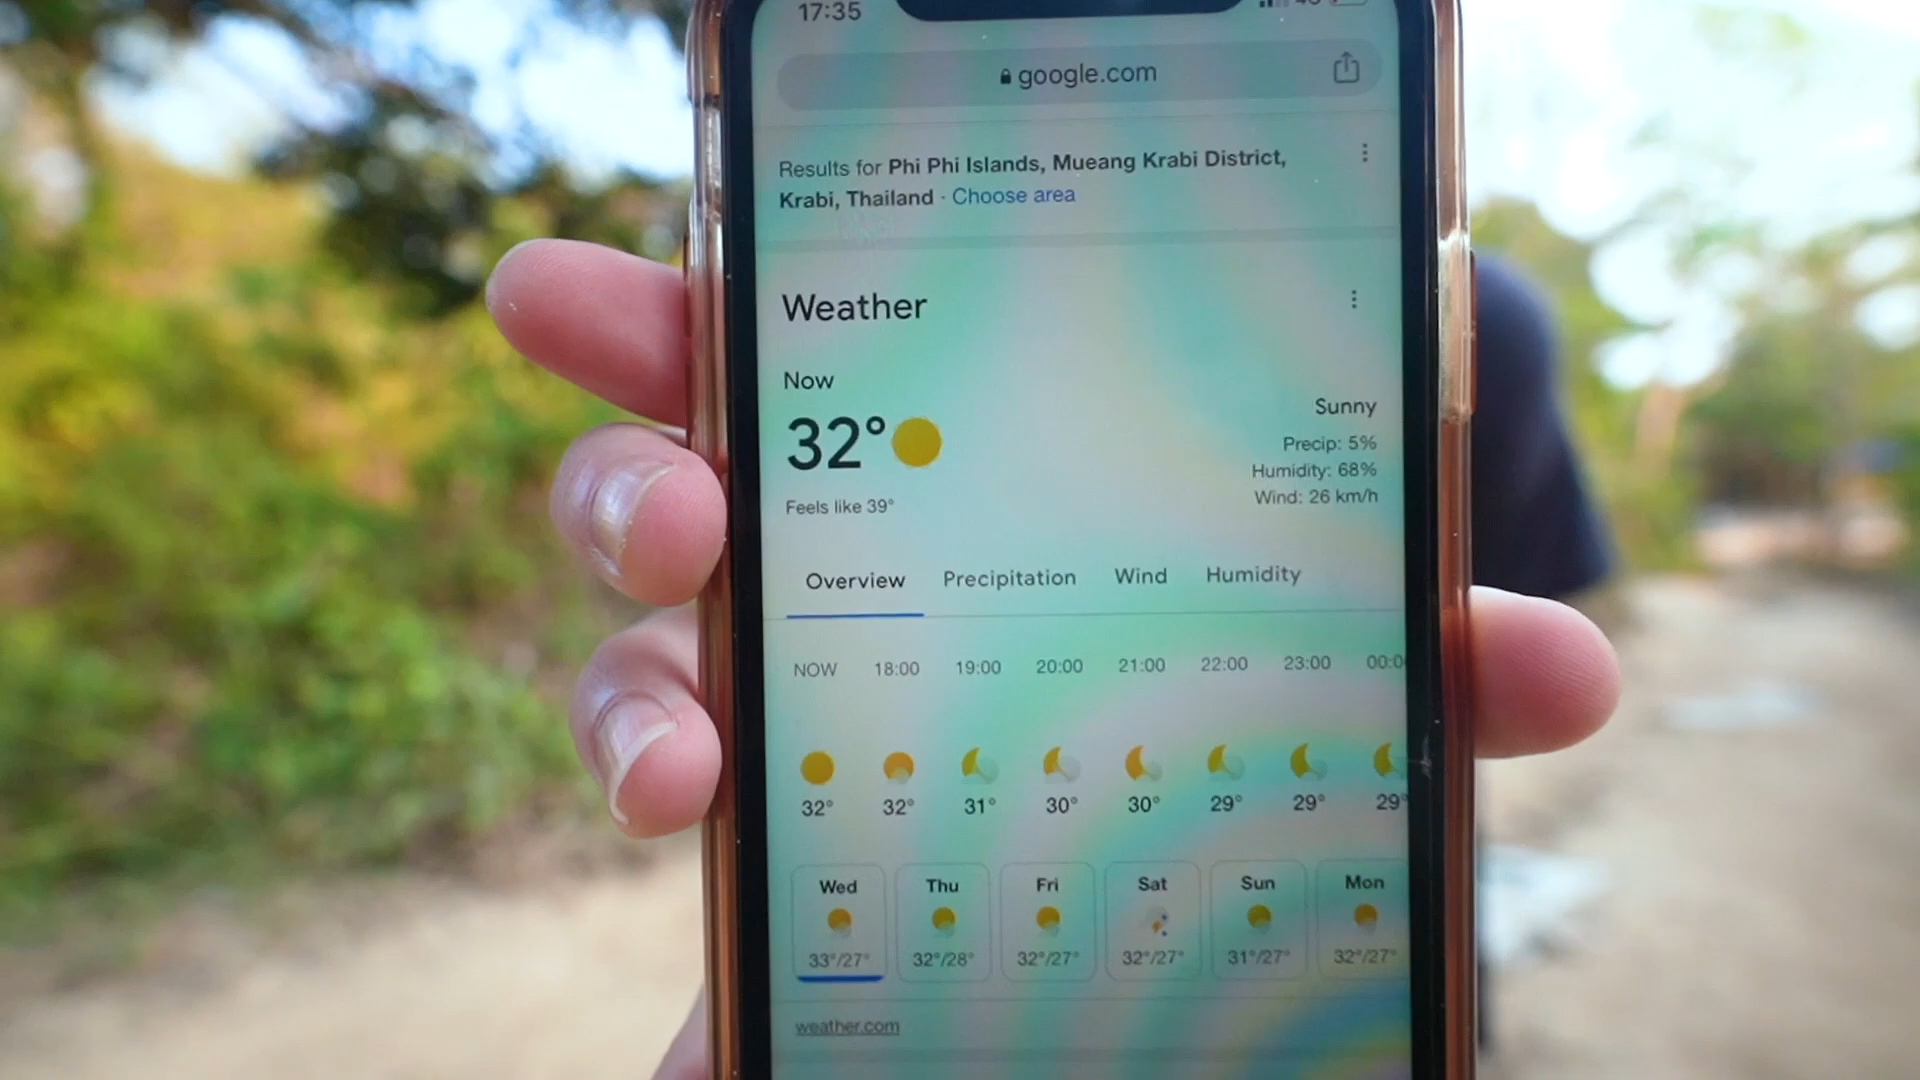 17:35
google.com
Results for Phi Phi Islands, Mueang Krabi District,
Krabi, Thailand · Choose area
Weather
Now
32°
Feels like 39°
Sunny
Precip: 5%
Humidity: 68%
Wind: 26 km/h
Overview Precipitation Wind Humidity
NOW 18:00 19:00 20:00 21:00 22:00 23:00
32° 32° 31° 30° 30° 29° 29° 29°
Wed Thu Fri Sat Sun Mon
33°/27° 32°/28° 32°/27° 32°/27° 31°/27° 32°/27°
weather.com